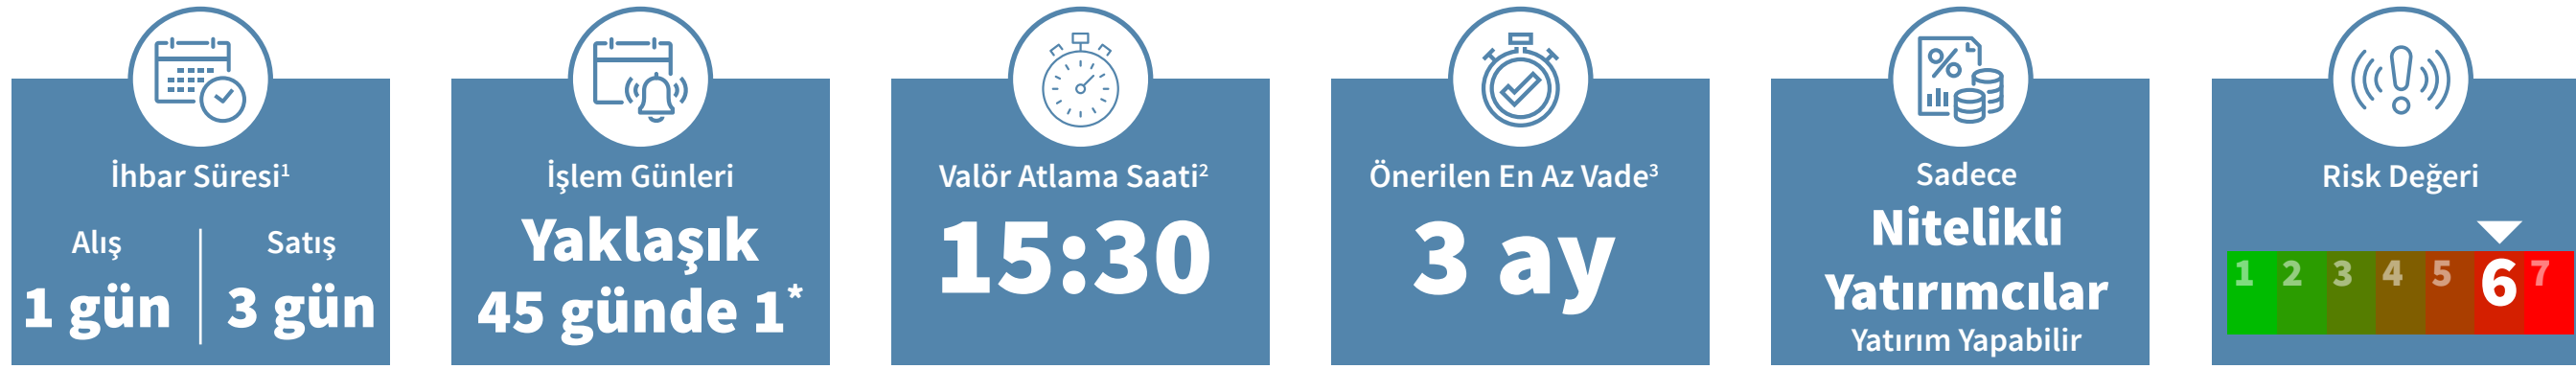 İhbar Süresi¹
Alış
1 gün
Satış
3 gün
İşlem Günleri
Yaklaşık
45 günde 1*
Valör Atlama Saati²
15:30
Önerilen En Az Vade³
3 ay
Sadece
Nitelikli
Yatırımcılar
Yatırım Yapabilir
Risk Değeri
1 2 3 4 5 6 7